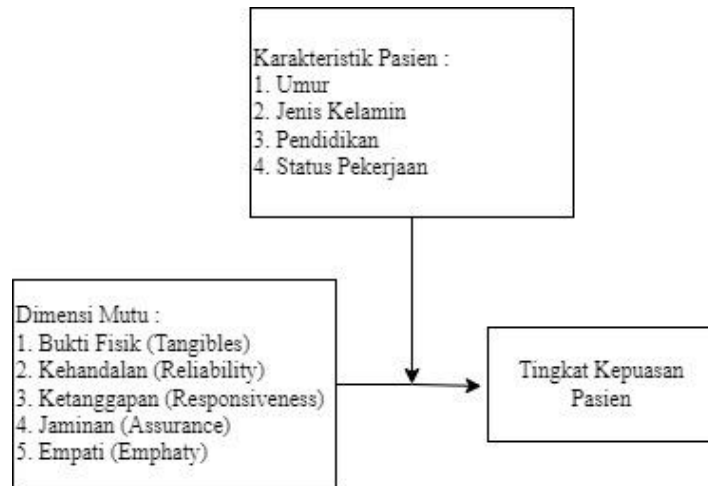 Karakteristik Pasien :
1. Umur
2. Jenis Kelamin
3. Pendidikan
4. Status Pekerjaan
Dimensi Mutu :
1. Bukti Fisik (Tangibles)
2. Kehandalan (Reliability)
3. Ketanggapan (Responsiveness)
4. Jaminan (Assurance)
5. Empati (Emphaty)
Tingkat Kepuasan
Pasien